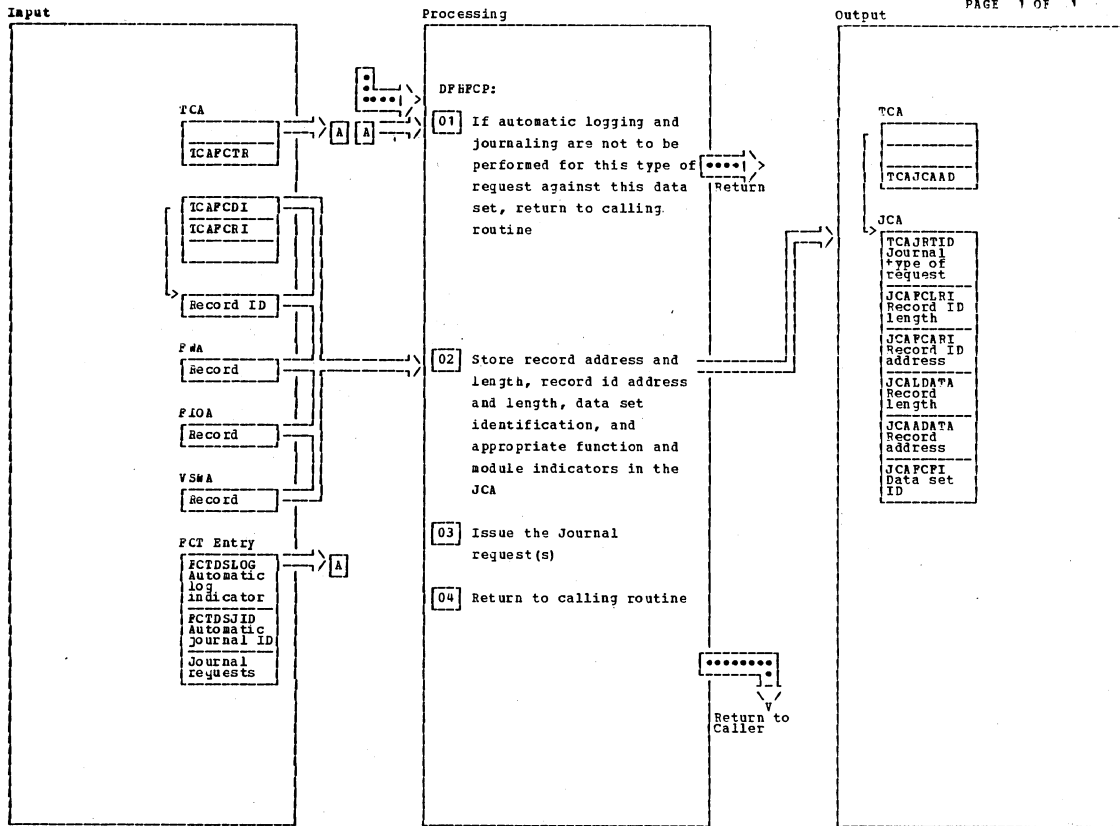 PAGE 1 OF 1
Input
Processing
Output
TCA
TCAFCTR
TCAFCDI
TCAFCRI
Record ID
FWA
Record
FIOA
Record
VSWA
Record
FCT Entry
FCTDSLOG
Automatic
log
indicator
FCTDSJID
Automatic
journal ID
Journal
requests
A
A
A
DFHFCP:
01 If automatic logging and
journaling are not to be
performed for this type of
request against this data
set, return to calling
routine
Return
02 Store record address and
length, record id address
and length, data set
identification, and
appropriate function and
module indicators in the
JCA
03 Issue the Journal
request(s)
04 Return to calling routine
Return to
Caller
TCA
TCAJCAAD
JCA
TCAJRTID
Journal
type of
request
JCAFCLRI
Record ID
length
JCAFCARI
Record ID
address
JCALDATA
Record
length
JCAADATA
Record
address
JCAFCFI
Data set
ID